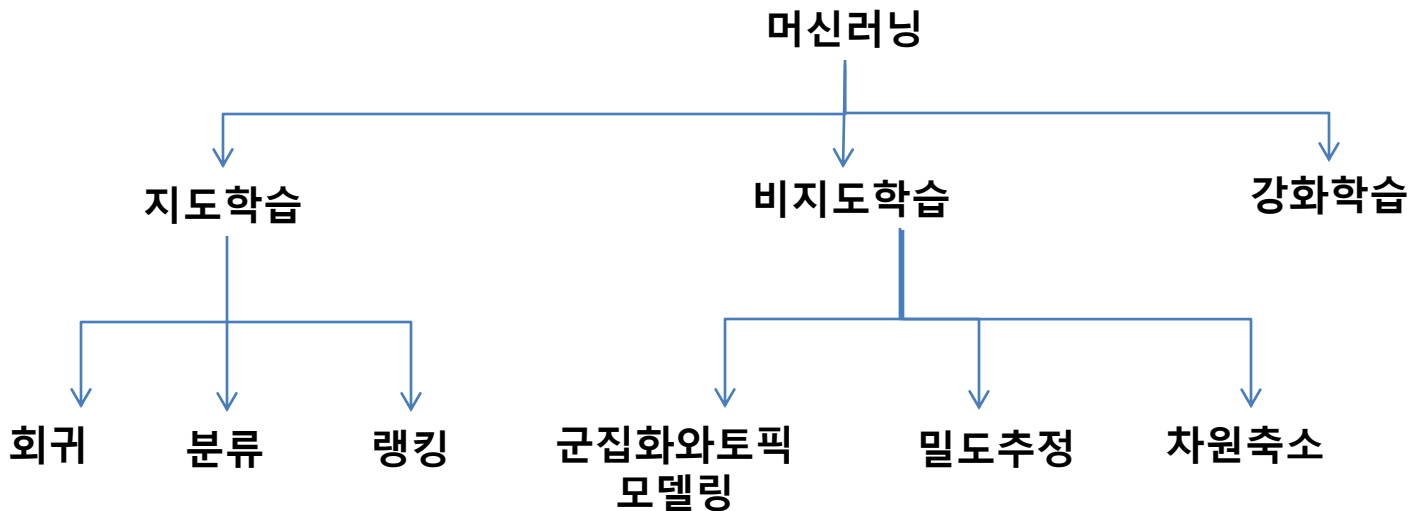 머신러닝
지도학습
비지도학습
강화학습
회귀
분류
랭킹
군집화와토픽
모델링
밀도추정
차원축소